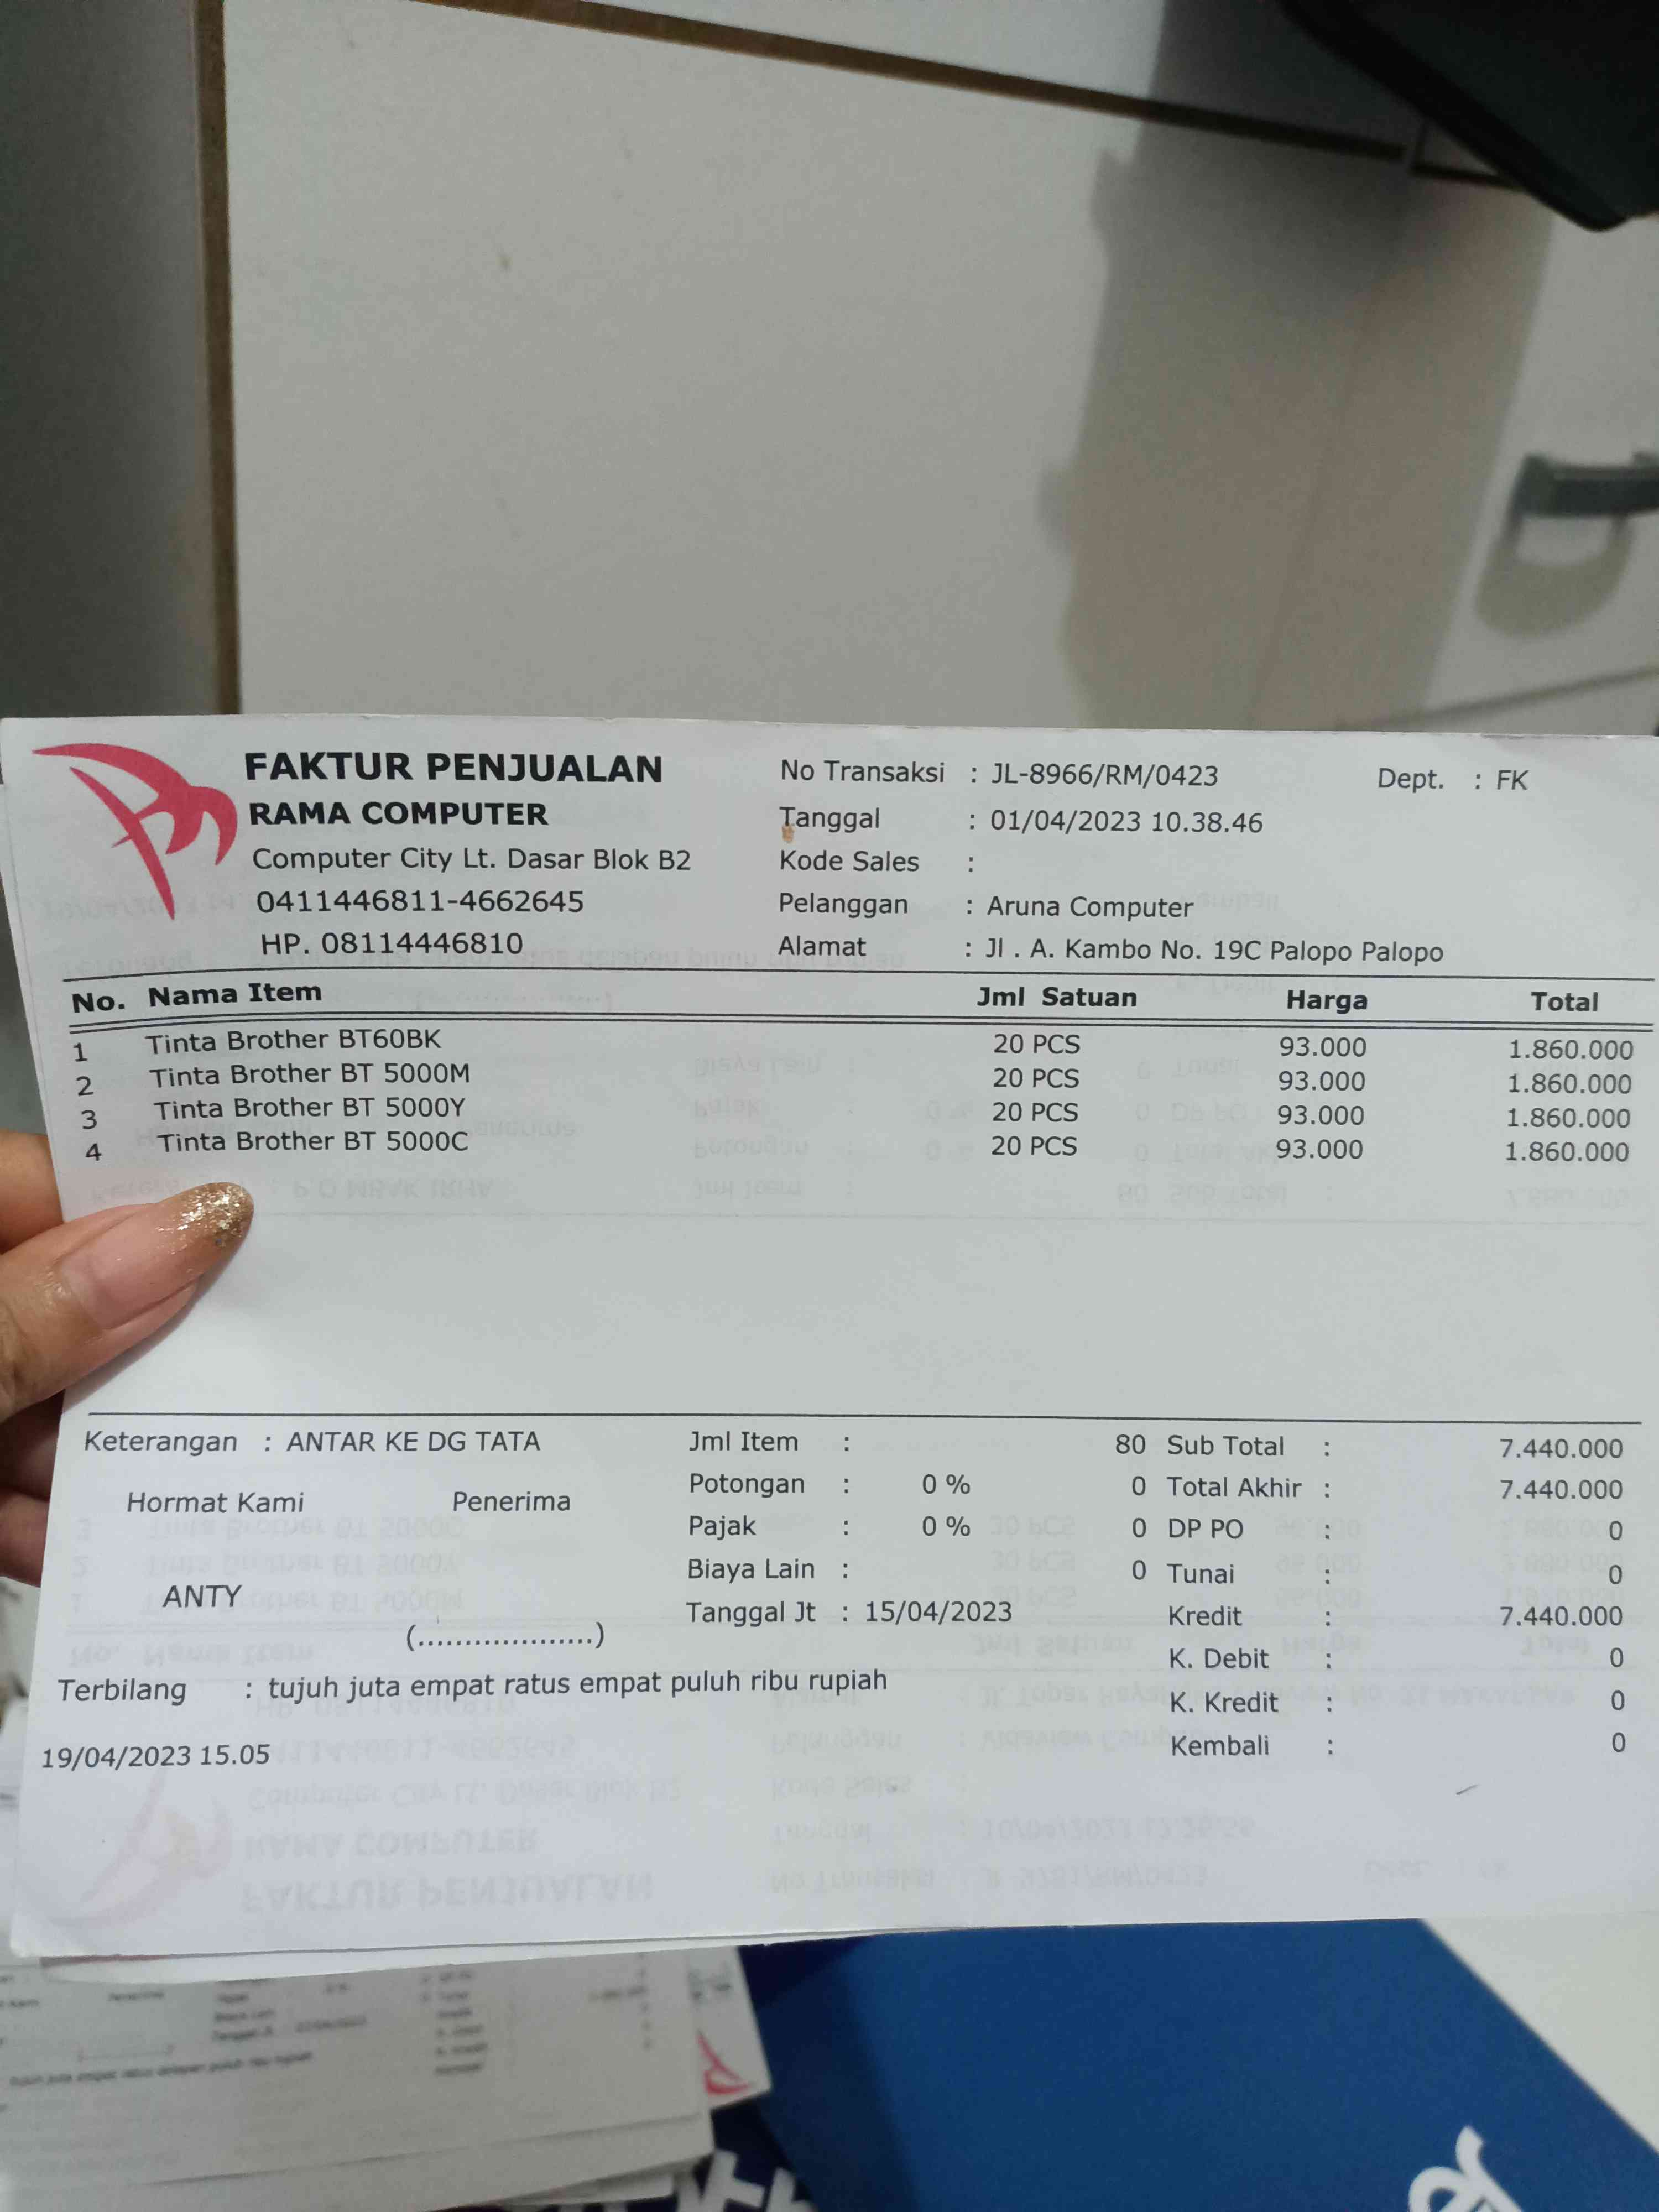 FAKTUR PENJUALAN
RAMA COMPUTER
Computer City Lt. Dasar Blok B2
0411446811-4662645
HP. 08114446810
No Transaksi : JL-8966/RM/0423 Dept. : FK
Tanggal : 01/04/2023 10.38.46
Kode Sales :
Pelanggan : Aruna Computer
Alamat : Jl . A. Kambo No. 19C Palopo Palopo
No. Nama Item Jml Satuan Harga Total
1 Tinta Brother BT60BK 20 PCS 93.000 1.860.000
2 Tinta Brother BT 5000M 20 PCS 93.000 1.860.000
3 Tinta Brother BT 5000Y 20 PCS 93.000 1.860.000
4 Tinta Brother BT 5000C 20 PCS 93.000 1.860.000
Keterangan : ANTAR KE DG TATA
Hormat Kami Penerima
ANTY
(...................)
Jml Item : 80
Potongan : 0 % 0
Pajak : 0 % 0
Biaya Lain : 0
Tanggal Jt : 15/04/2023
Sub Total : 7.440.000
Total Akhir : 7.440.000
DP PO : 0
Tunai : 0
Kredit : 7.440.000
K. Debit : 0
K. Kredit : 0
Kembali : 0
Terbilang : tujuh juta empat ratus empat puluh ribu rupiah
19/04/2023 15.05